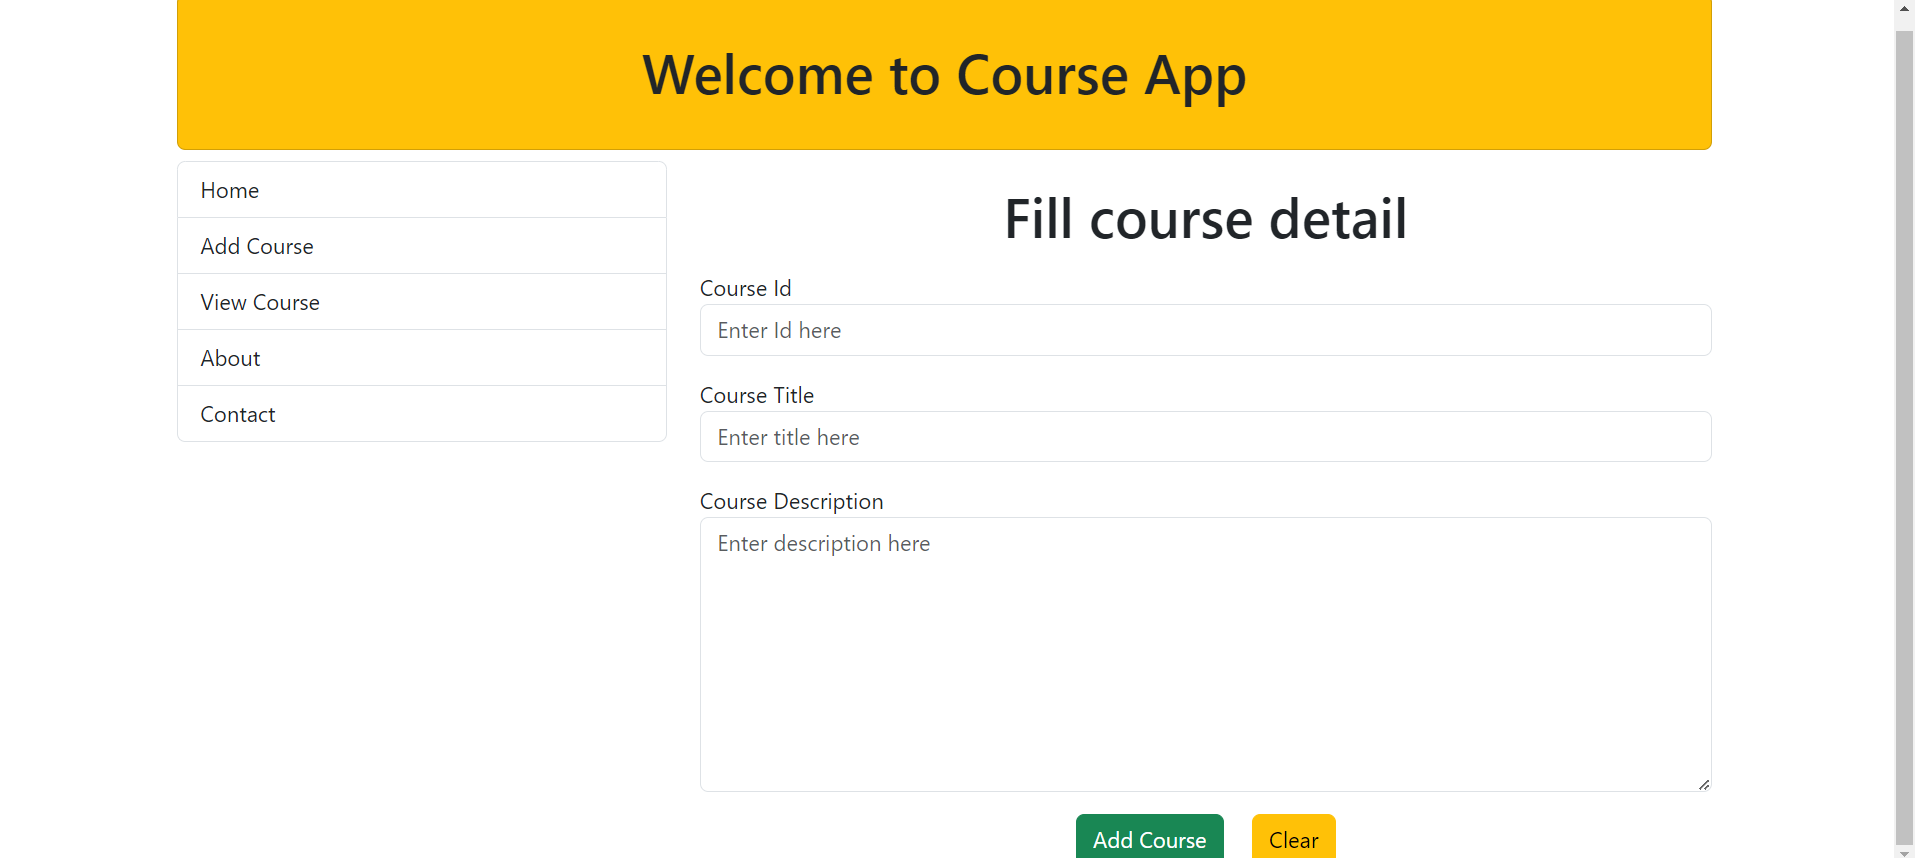 Welcome to Course App
Home
Add Course
View Course
About
Contact
Fill course detail
Course Id
Enter Id here
Course Title
Enter title here
Course Description
Enter description here
Add Course
Clear